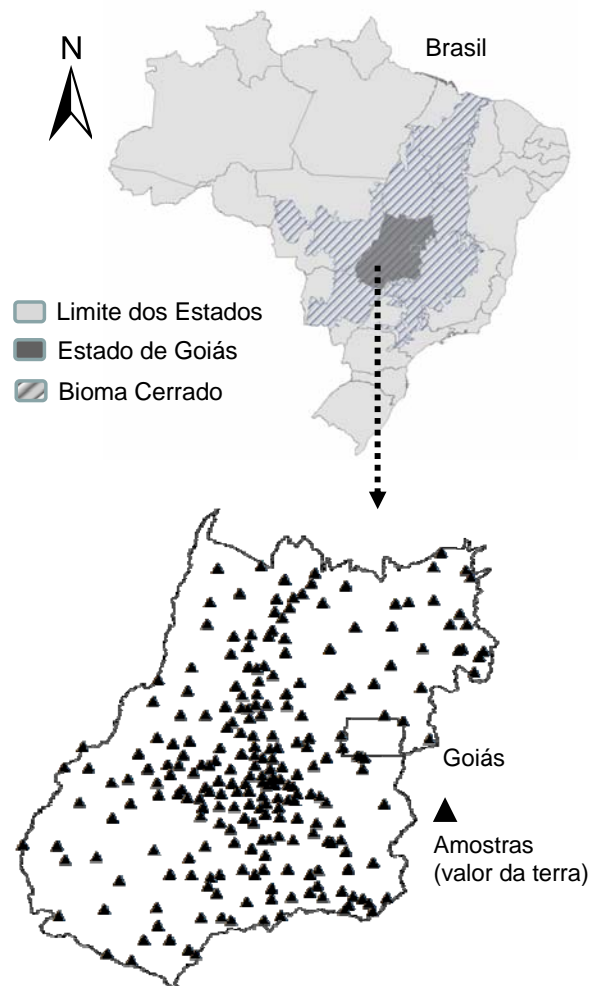 Brasil
N
Limite dos Estados
Estado de Goiás
Bioma Cerrado
Goiás
Amostras
(valor da terra)